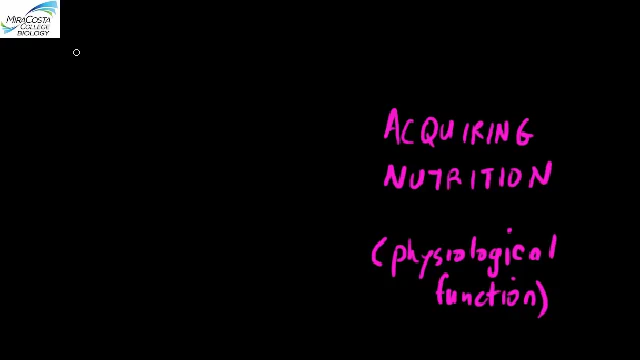 MIRACOSTA
COLLEGE
BIOLOGY
ACQUIRING
NUTRITION
(physiological
function)